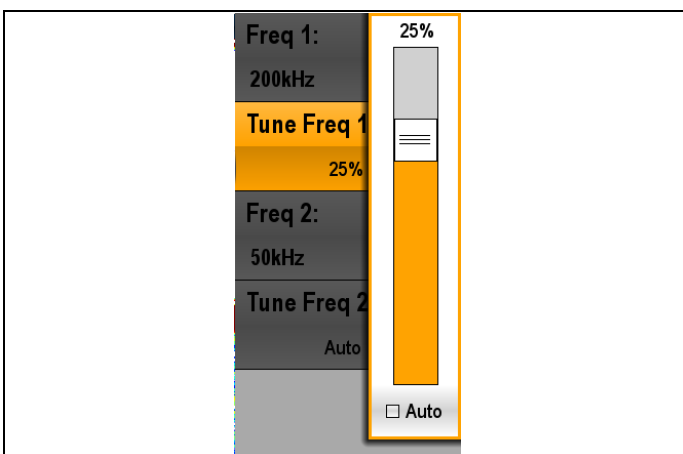 Freq 1:
200kHz
Tune Freq 1
25%
Freq 2:
50kHz
Tune Freq 2
Auto
25%
Auto